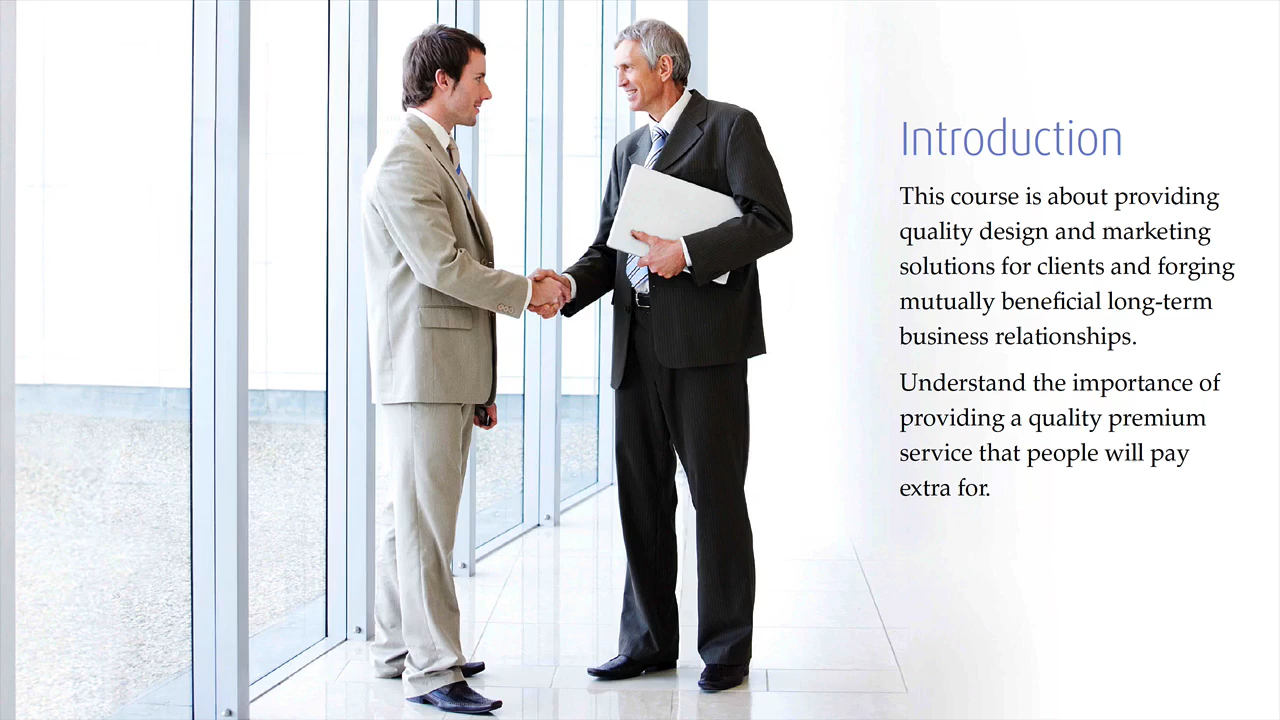 Introduction
This course is about providing
quality design and marketing
solutions for clients and forging
mutually beneficial long-term
business relationships.
Understand the importance of
providing a quality premium
service that people will pay
extra for.